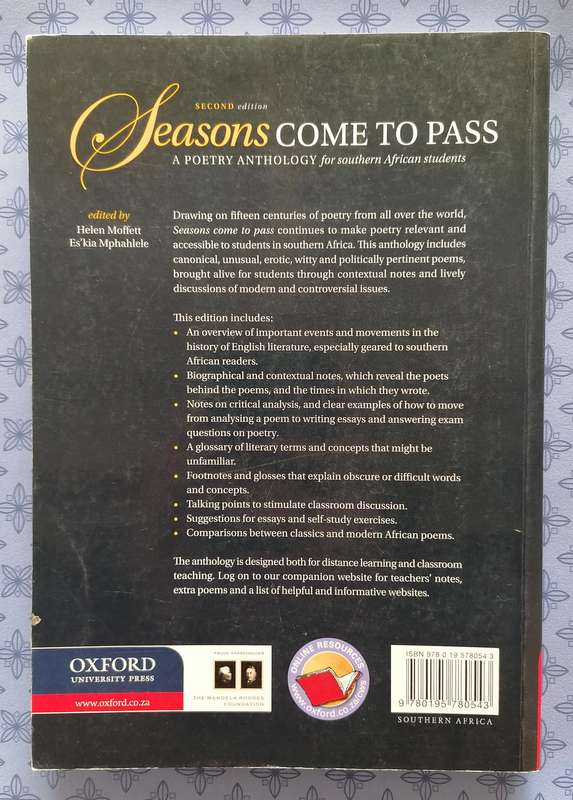 SECOND edition
Seasons COME TO PASS
A POETRY ANTHOLOGY for southern African students
edited by
Helen Moffett
Es'kia Mphahlele
Drawing on fifteen centuries of poetry from all over the world,
Seasons come to pass continues to make poetry relevant and
accessible to students in southern Africa. This anthology includes
canonical, unusual, erotic, witty and politically pertinent poems,
brought alive for students through contextual notes and lively
discussions of modern and controversial issues.
This edition includes:
• An overview of important events and movements in the
history of English literature, especially geared to southern
African readers.
• Biographical and contextual notes, which reveal the poets
behind the poems, and the times in which they wrote.
• Notes on critical analysis, and clear examples of how to move
from analysing a poem to writing essays and answering exam
questions on poetry.
• A glossary of literary terms and concepts that might be
unfamiliar.
• Footnotes and glosses that explain obscure or difficult words
and concepts.
• Talking points to stimulate classroom discussion.
• Suggestions for essays and self-study exercises.
• Comparisons between classics and modern African poems.
The anthology is designed both for distance learning and classroom
teaching. Log on to our companion website for teachers' notes,
extra poems and a list of helpful and informative websites.
OXFORD
UNIVERSITY PRESS
www.oxford.co.za
THE MANDELA RHODES
FOUNDATION
ONLINE RESOURCES
ISBN 978 0 19 578054 3
9 780195 780543
SOUTHERN AFRICA